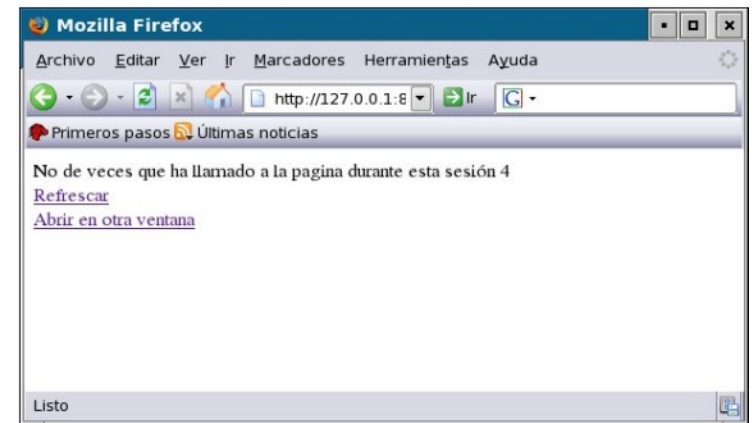 Mozilla Firefox
Archivo Editar Ver Ir Marcadores Herramientas Ayuda
http://127.0.0.1:8 Ir G
Primeros pasos Últimas noticias
No de veces que ha llamado a la pagina durante esta sesión 4
Refrescar
Abrir en otra ventana
Listo